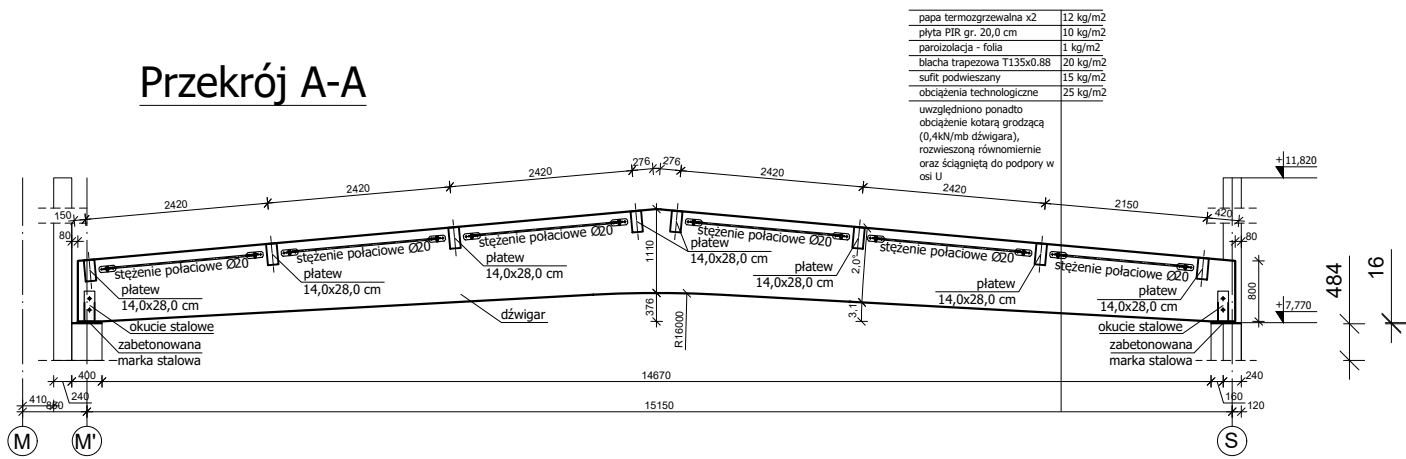 Przekrój A-A
papa termozgrzewalna x2 12 kg/m2
płyta PIR gr. 20,0 cm 10 kg/m2
paroizolacja - folia 1 kg/m2
blacha trapezowa T135x0.88 20 kg/m2
sufit podwieszany 15 kg/m2
obciążenia technologiczne 25 kg/m2
uwzględniono ponadto
obciążenie kotarą grodzącą
(0,4kN/mb dźwigara),
rozwieszoną równomiernie
oraz ściągniętą do podpory w
osi U
150
2420
2420
2420
276
276
2420
2420
2150
420
+11,820
80
80
stężenie połaciowe Ø20
stężenie połaciowe Ø20
stężenie połaciowe Ø20
stężenie połaciowe Ø20
stężenie połaciowe Ø20
stężenie połaciowe Ø20
płatew
14,0x28,0 cm
płatew
14,0x28,0 cm
płatew
14,0x28,0 cm
płatew
14,0x28,0 cm
płatew
14,0x28,0 cm
płatew
14,0x28,0 cm
płatew
14,0x28,0 cm
1110
376
R16000
2,0°
3,1
800
+7,770
484
16
dźwigar
okucie stalowe
zabetonowana
marka stalowa
okucie stalowe
zabetonowana
marka stalowa
400
14670
240
240
160
410
15150
120
M
M'
S